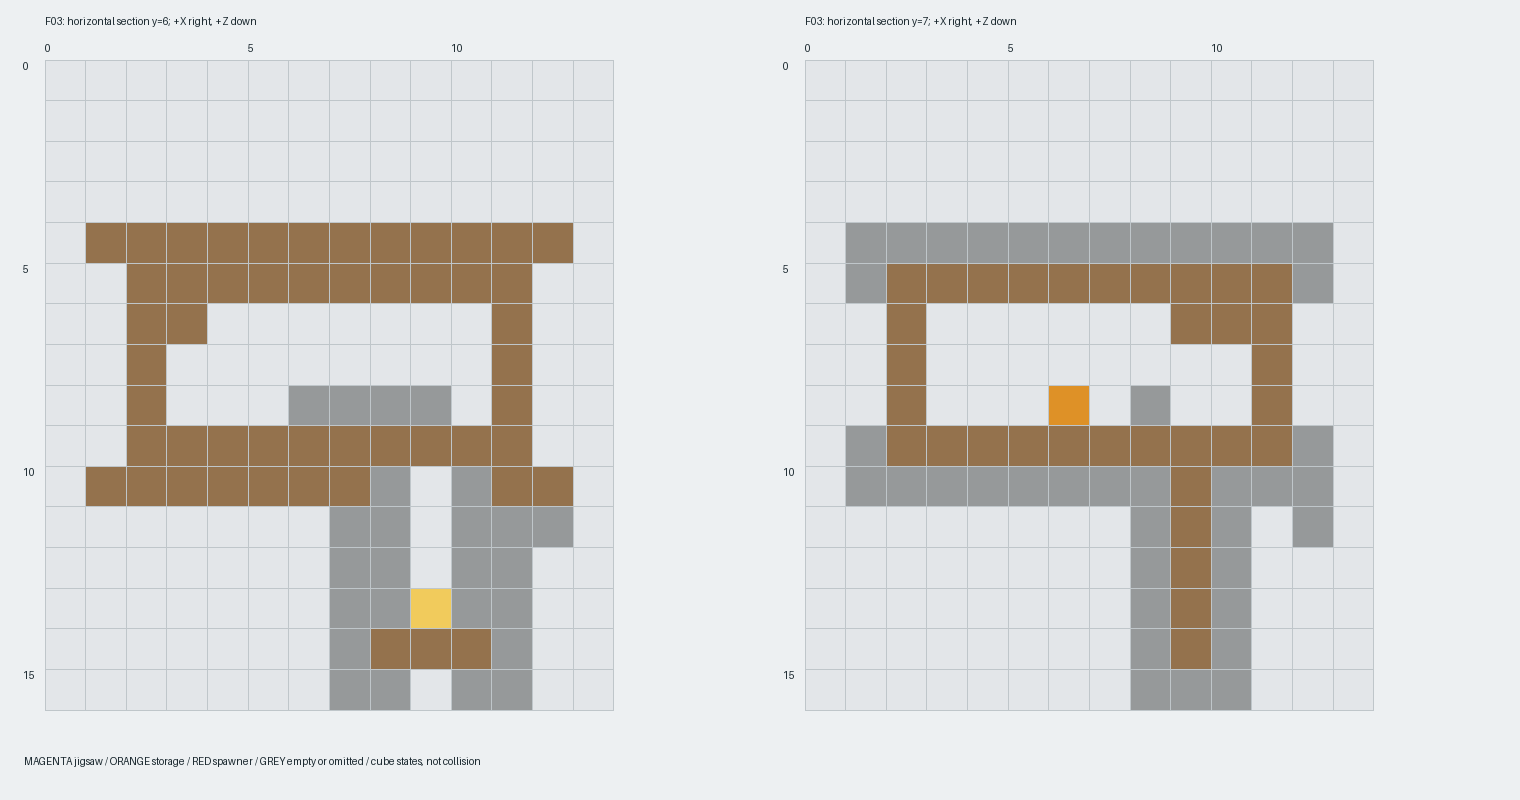 F03: horizontal section y=6; +X right, +Z down
F03: horizontal section y=7; +X right, +Z down
0 5 10
0 5 10
0
0
5
5
10
10
15
15
MAGENTA jigsaw / ORANGE storage / RED spawner / GREY empty or omitted / cube states, not collision